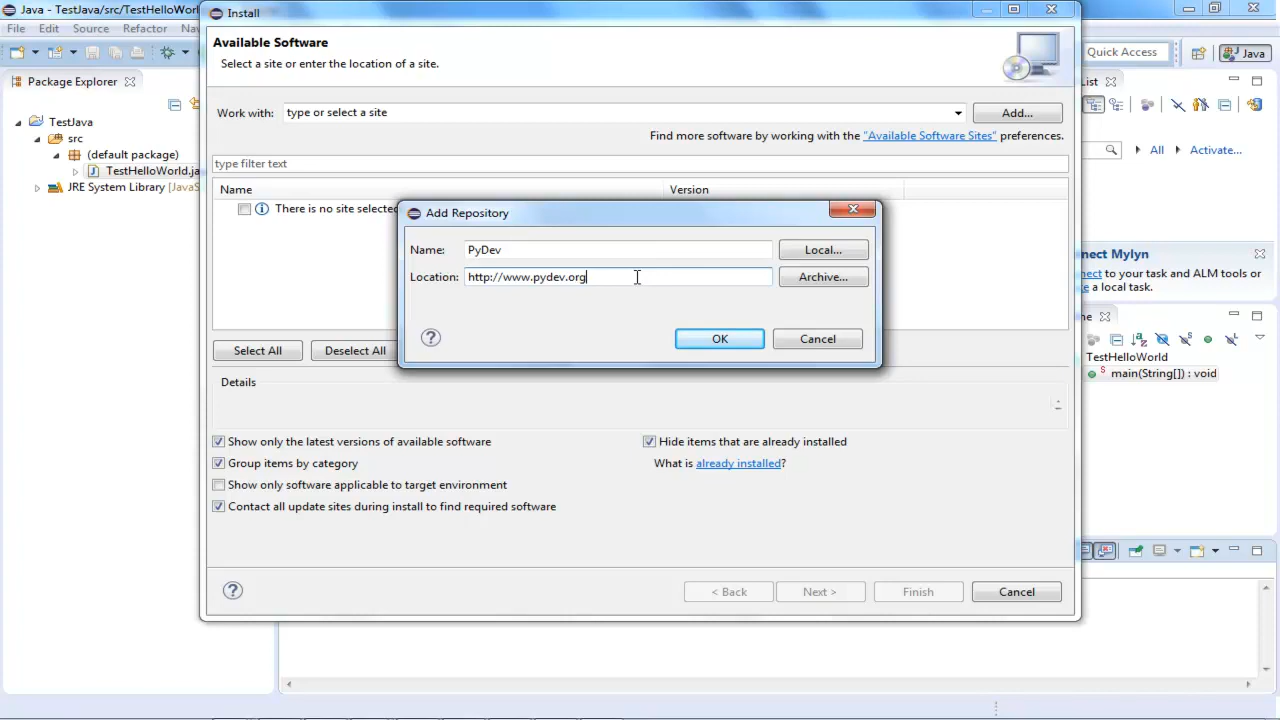 Java - TestJava/src/TestHelloWorl
File Edit Source Refactor Nav
Quick Access
Java
Package Explorer
TestJava
src
(default package)
TestHelloWorld.ja
JRE System Library [JavaS
Install
Available Software
Select a site or enter the location of a site.
Work with: type or select a site
Add...
Find more software by working with the "Available Software Sites" preferences.
type filter text
Name Version
There is no site selected
Add Repository
Name: PyDev Local...
Location: http://www.pydev.org Archive...
OK Cancel
Select All Deselect All
Details
Show only the latest versions of available software
Hide items that are already installed
Group items by category
What is already installed?
Show only software applicable to target environment
Contact all update sites during install to find required software
< Back Next > Finish Cancel
List
All Activate...
nnect Mylyn
nect to your task and ALM tools or
e a local task.
ne
TestHelloWorld
main(String[]) : void